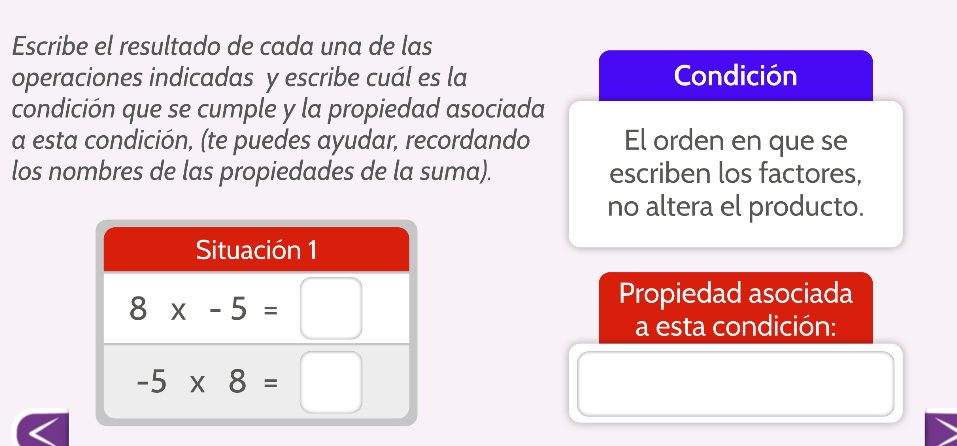 Escribe el resultado de cada una de las
operaciones indicadas y escribe cuál es la
condición que se cumple y la propiedad asociada
a esta condición, (te puedes ayudar, recordando
los nombres de las propiedades de la suma).
Situación 1
8 x - 5 =
-5 x 8 =
Condición
El orden en que se
escriben los factores,
no altera el producto.
Propiedad asociada
a esta condición: